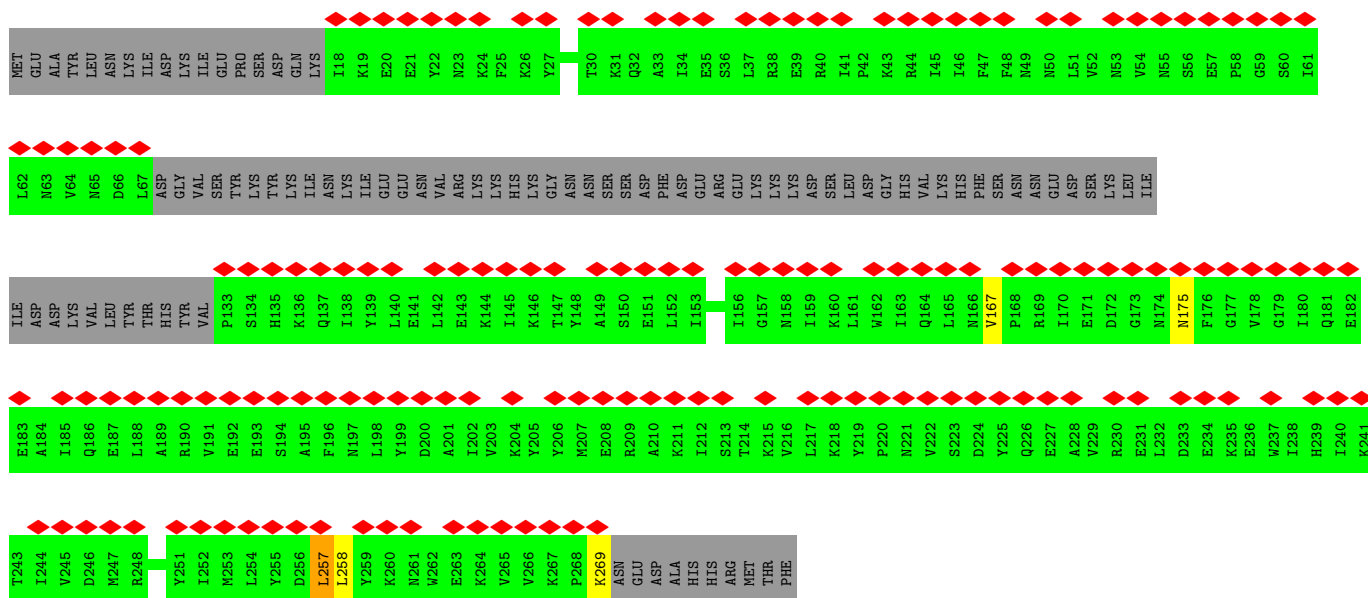 MET GLU ALA TYR LEU ASN LYS ILE ASP LYS ILE GLU PRO SER ASP GLN LYS I18 K19 E20 E21 Y22 N23 K24 F25 K26 Y27 T30 K31 Q32 A33 I34 E35 S36 L37 R38 E39 R40 I41 P42 K43 R44 I45 I46 F47 F48 N49 N50 L51 V52 N53 V54 N55 S56 E57 P58 G59 S60 I61
L62 N63 V64 N65 D66 L67 ASP GLY VAL SER TYR LYS TYR LYS ILE ASN LYS ILE GLU GLU ASN VAL ARG LYS LYS HIS LYS GLY ASN ASN SER SER ASP PHE ASP GLU ARG GLU LYS LYS LYS ASP SER LEU ASP GLY HIS VAL LYS HIS PHE SER ASN ASN GLU ASP SER LYS LEU ILE
ILE ASP ASP LYS VAL LEU TYR THR HIS TYR VAL P133 S134 H135 K136 Q137 I138 Y139 L140 E141 L142 E143 K144 I145 K146 T147 Y148 A149 S150 E151 L152 I153 I156 G157 N158 I159 K160 L161 W162 I163 Q164 L165 N166 V167 P168 R169 I170 E171 D172 G173 N174 N175 F176 G177 V178 G179 I180 Q181 E182
E183 A184 I185 Q186 E187 L188 A189 R190 V191 E192 E193 S194 A195 F196 N197 L198 Y199 D200 A201 I202 V203 K204 Y205 Y206 M207 E208 R209 A210 K211 I212 S213 T214 K215 V216 L217 K218 Y219 P220 N221 V222 S223 D224 Y225 Q226 E227 A228 V229 R230 E231 L232 D233 E234 K235 E236 W237 I238 H239 I240 K241
T243 I244 V245 D246 M247 R248 Y251 I252 M253 L254 Y255 D256 L257 L258 Y259 K260 N261 W262 E263 K264 V265 V266 K267 P268 K269 ASN GLU ASP ALA HIS HIS ARG MET THR PHE